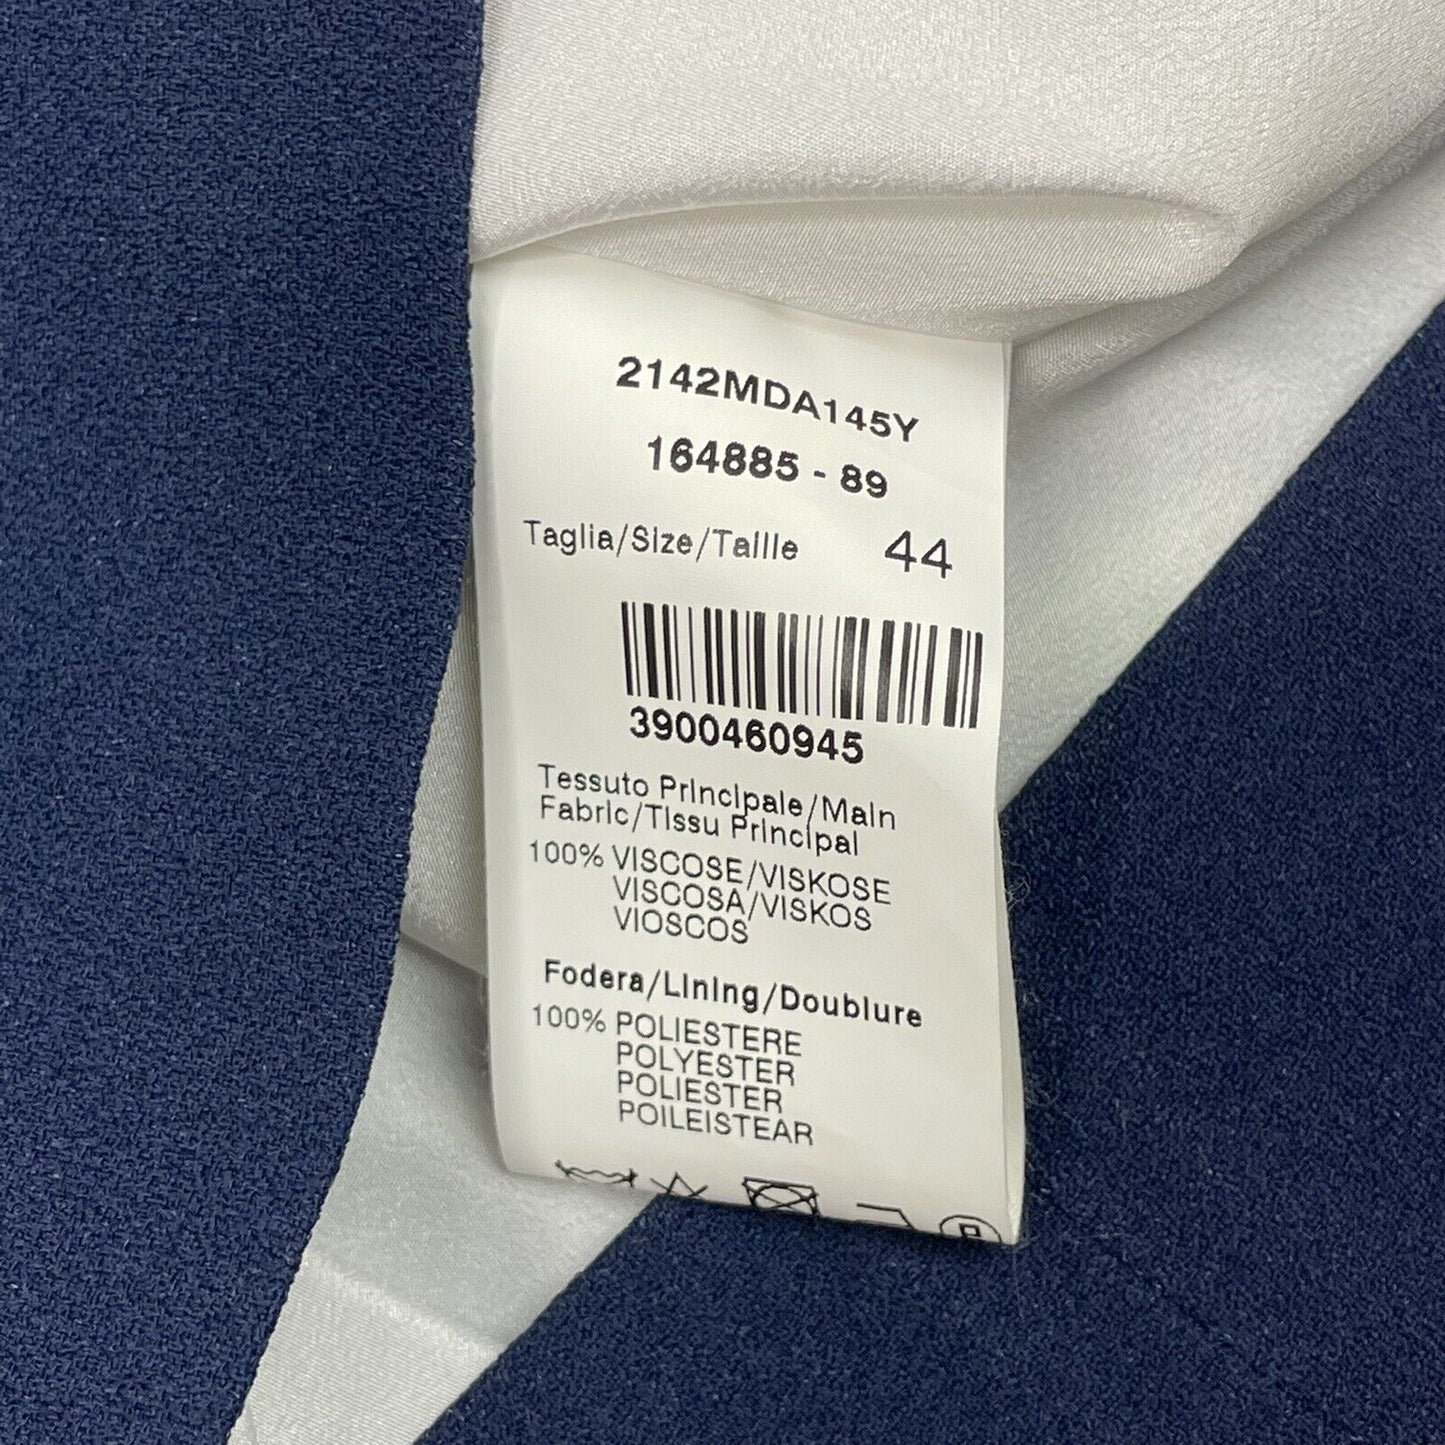 2142MDA145Y
164885 - 89
Taglia/Size/Taille 44
3900460945
Tessuto Principale/Main
Fabric/Tissu Principal
100% VISCOSE/VISKOSE
VISCOSA/VISKOS
VIOSCOS
Fodera/Lining/Doublure
100% POLIESTERE
POLYESTER
POLIESTER
POILEISTEAR
P